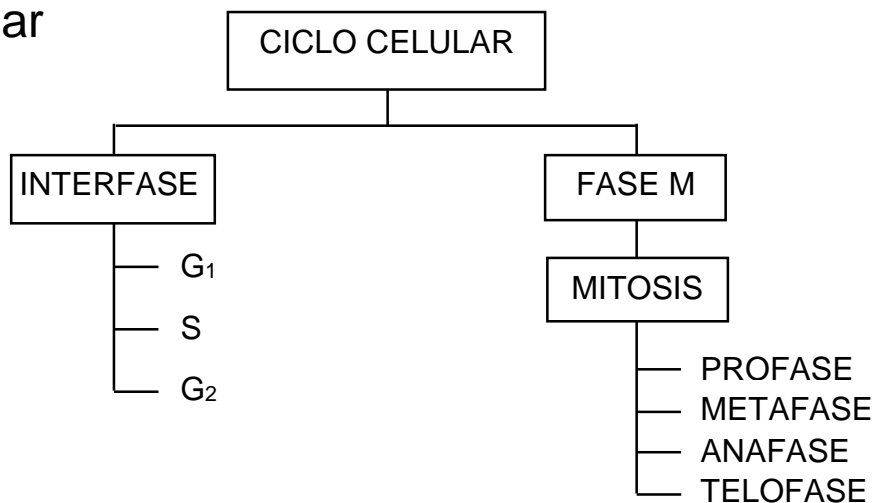 ar
CICLO CELULAR
INTERFASE
FASE M
G1
S
G2
MITOSIS
PROFASE
METAFASE
ANAFASE
TELOFASE